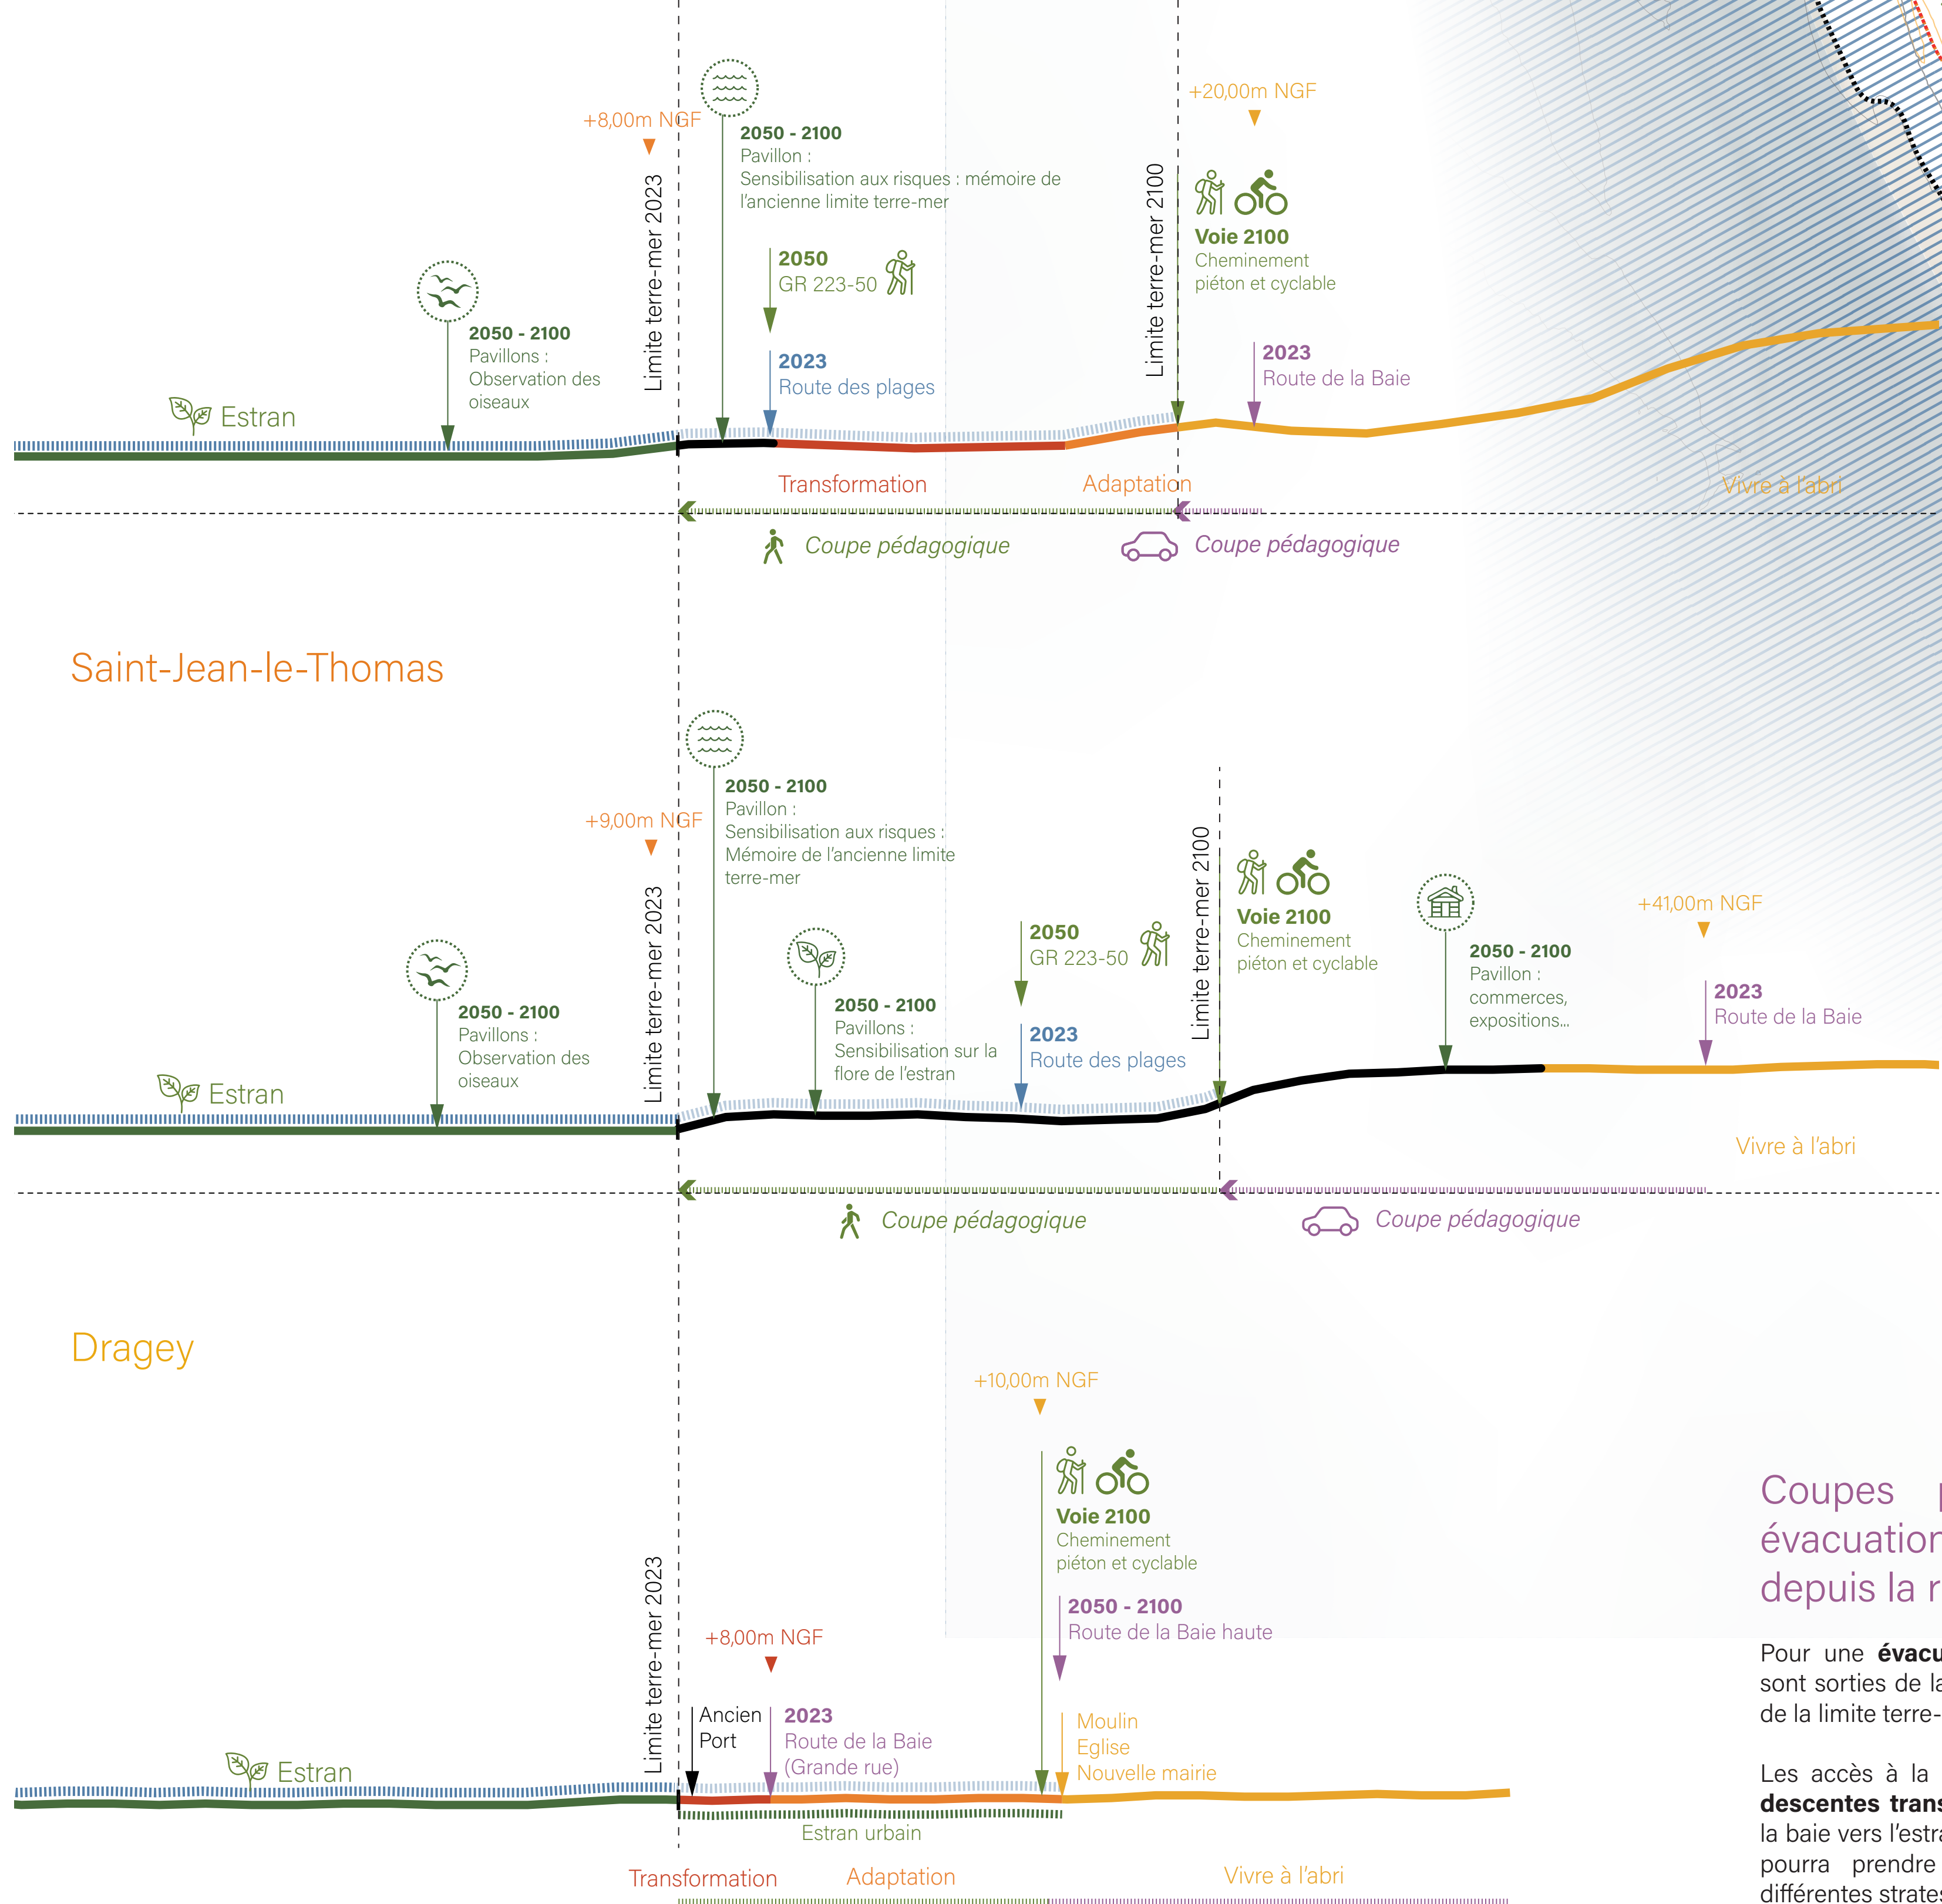 +8,00m NGF
Limite terre-mer 2023
2050 - 2100
Pavillon :
Sensibilisation aux risques : mémoire de
l'ancienne limite terre-mer
2050
GR 223-50
2023
Route des plages
2050 - 2100
Pavillons :
Observation des
oiseaux
Estran
Limite terre-mer 2100
+20,00m NGF
Voie 2100
Cheminement
piéton et cyclable
2023
Route de la Baie
Transformation
Adaptation
Vivre à l'abri
Coupe pédagogique
Coupe pédagogique
Saint-Jean-le-Thomas
+9,00m NGF
Limite terre-mer 2023
2050 - 2100
Pavillon :
Sensibilisation aux risques :
Mémoire de l'ancienne limite
terre-mer
2050 - 2100
Pavillons :
Observation des
oiseaux
Estran
2050 - 2100
Pavillons :
Sensibilisation sur la
flore de l'estran
2050
GR 223-50
2023
Route des plages
Limite terre-mer 2100
Voie 2100
Cheminement
piéton et cyclable
2050 - 2100
Pavillon :
commerces,
expositions...
+41,00m NGF
2023
Route de la Baie
Vivre à l'abri
Coupe pédagogique
Coupe pédagogique
Dragey
+10,00m NGF
Voie 2100
Cheminement
piéton et cyclable
2050 - 2100
Route de la Baie haute
Limite terre-mer 2023
+8,00m NGF
Ancien
Port
2023
Route de la Baie
(Grande rue)
Moulin
Eglise
Nouvelle mairie
Estran
Estran urbain
Transformation
Adaptation
Vivre à l'abri
Coupes
évacuation
depuis la
Pour une
sont sorties de
de la limite terre-
Les accès à la
descentes
la baie vers
pourra prendre
différentes